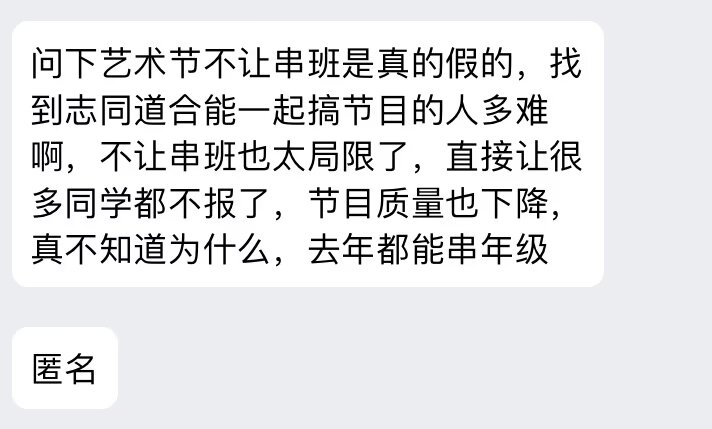 问下艺术节不让串班是真的假的，找
到志同道合能一起搞节目的人多难
啊，不让串班也太局限了，直接让很
多同学都不报了，节目质量也下降，
真不知道为什么，去年都能串年级
匿名